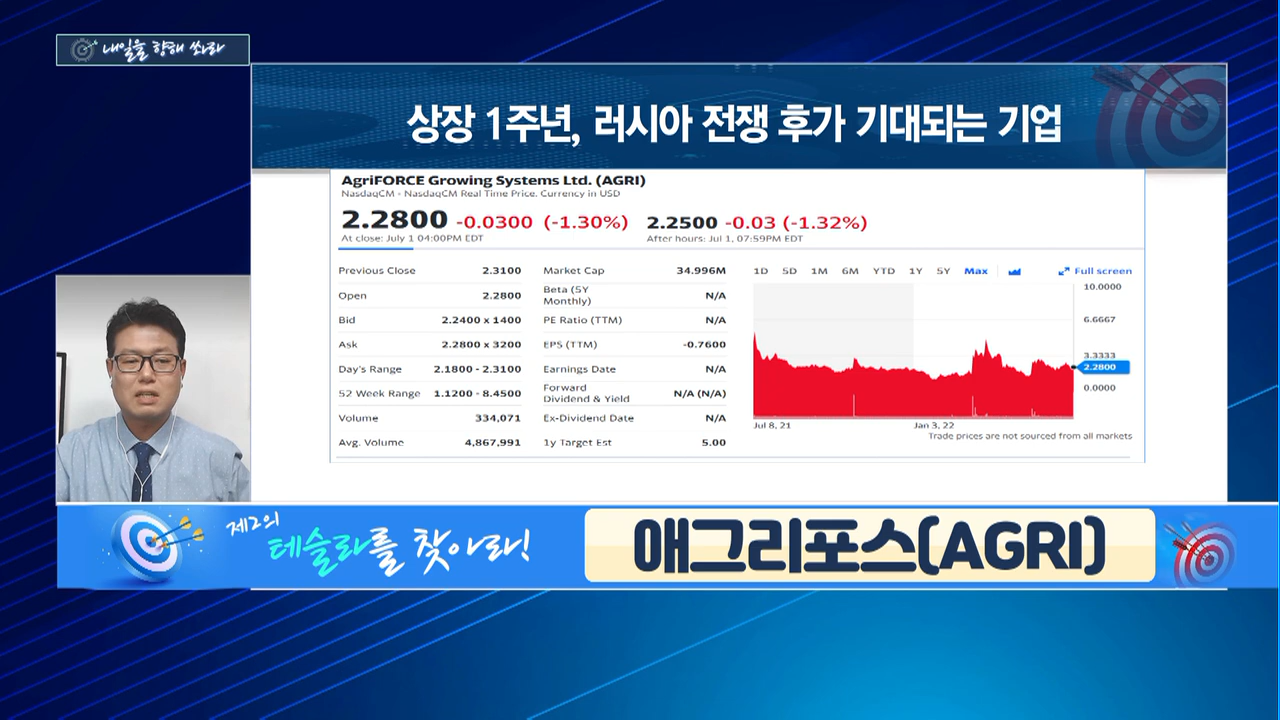 내일을 향해 쏴라
상장 1주년, 러시아 전쟁 후가 기대되는 기업
AgriFORCE Growing Systems Ltd. (AGRI)
NasdaqCM - NasdaqCM Real Time Price. Currency in USD
2.2800 -0.0300 (-1.30%) 2.2500 -0.03 (-1.32%)
At close: July 1 04:00PM EDT After hours: Jul 1, 07:59PM EDT
Previous Close 2.3100
Open 2.2800
Bid 2.2400 x 1400
Ask 2.2800 x 3200
Day's Range 2.1800 - 2.3100
52 Week Range 1.1200 - 8.4500
Volume 334,071
Avg. Volume 4,867,991
Market Cap 34.996M
Beta (5Y
Monthly) N/A
PE Ratio (TTM) N/A
EPS (TTM) -0.7600
Earnings Date N/A
Forward
Dividend & Yield N/A (N/A)
Ex-Dividend Date N/A
1y Target Est 5.00
1D 5D 1M 6M YTD 1Y 5Y Max Full screen
10.0000
6.6667
3.3333
2.2800
0.0000
Jul 8, 21 Jan 3, 22
Trade prices are not sourced from all markets
제2의
테슬라를 찾아라!
애그리포스(AGRI)